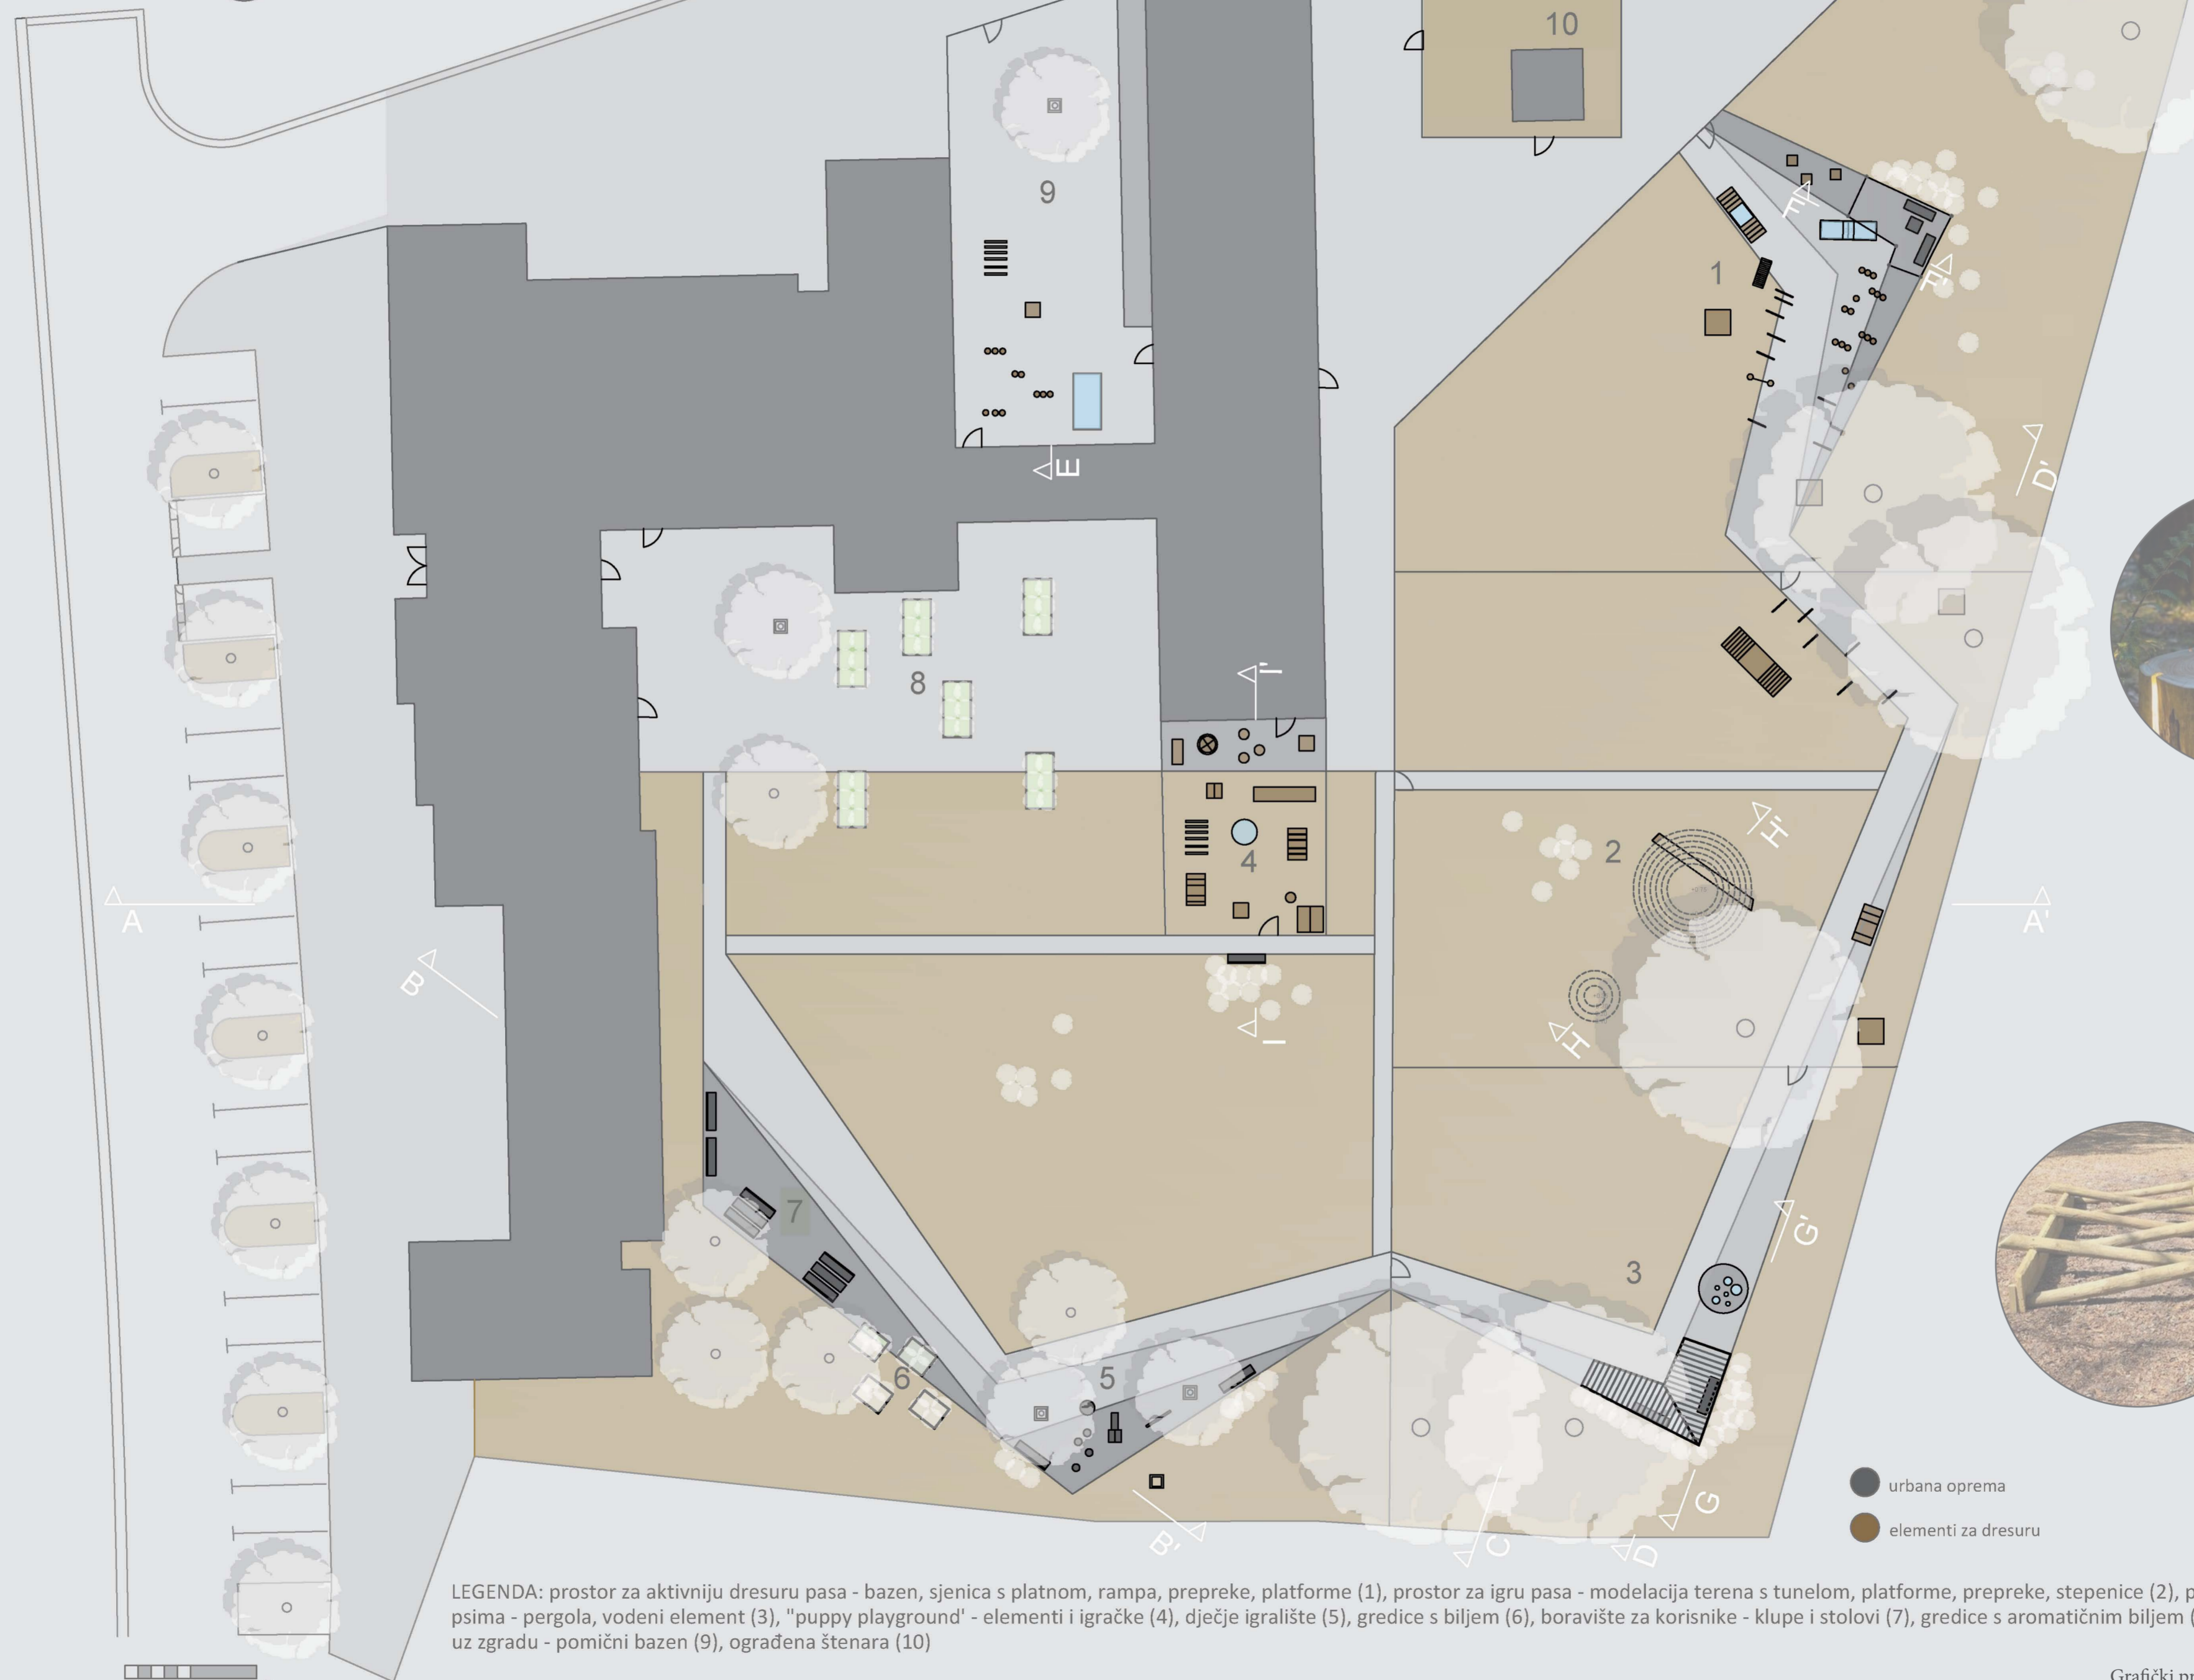 10
9
F
1
F'
D'
E
8
I'
4
2
H'
A
A'
B
I
H
7
G'
3
6
5
B'
C
D
G
urbana oprema
elementi za dresuru
LEGENDA: prostor za aktivniju dresuru pasa - bazen, sjenica s platnom, rampa, prepreke, platforme (1), prostor za igru pasa - modelacija terena s tunelom, platforme, prepreke, stepenice (2), p
psima - pergola, vodeni element (3), "puppy playground' - elementi i igračke (4), dječje igralište (5), gredice s biljem (6), boravište za korisnike - klupe i stolovi (7), gredice s aromatičnim biljem (
uz zgradu - pomični bazen (9), ograđena štenara (10)
Grafički pr